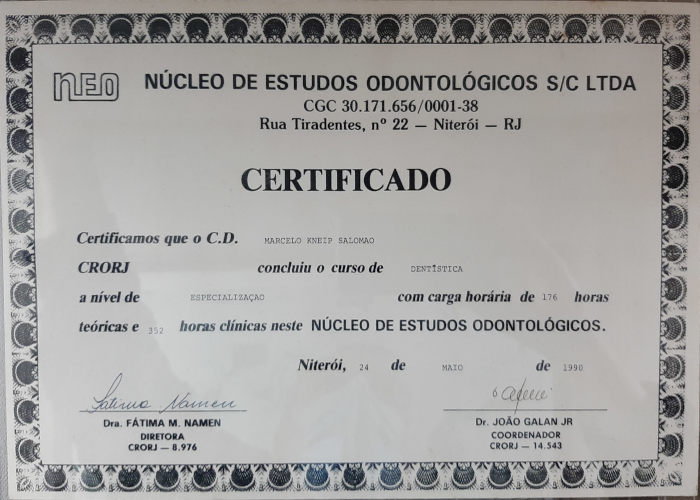 NEO NÚCLEO DE ESTUDOS ODONTOLÓGICOS S/C LTDA
CGC 30.171.656/0001-38
Rua Tiradentes, nº 22 — Niterói — RJ
CERTIFICADO
Certificamos que o C.D. MARCELO KNEIP SALOMAO
CRORJ concluiu o curso de DENTÍSTICA
a nível de ESPECIALIZAÇAO com carga horária de 176 horas
teóricas e 352 horas clínicas neste NÚCLEO DE ESTUDOS ODONTOLÓGICOS.
Niterói, 24 de MAIO de 1990
Fatima Namen
Dra. FÁTIMA M. NAMEN
DIRETORA
CRORJ — 8.976
Dr. JOÃO GALAN JR
COORDENADOR
CRORJ — 14.543